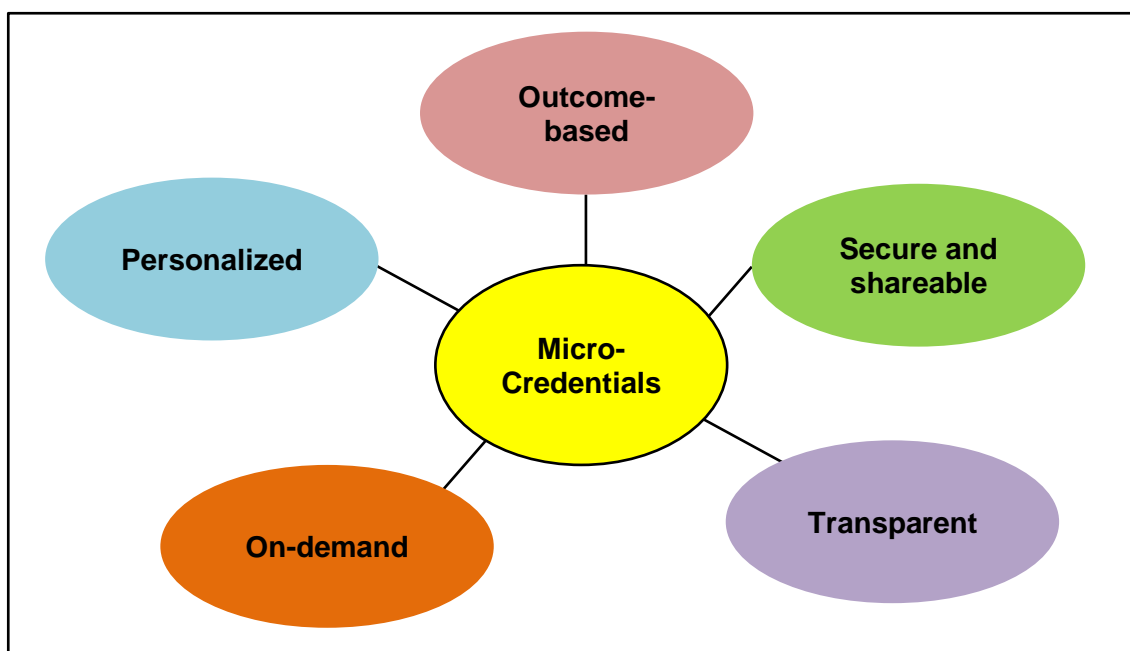 Outcome-
based
Personalized
Secure and
shareable
Micro-
Credentials
On-demand
Transparent